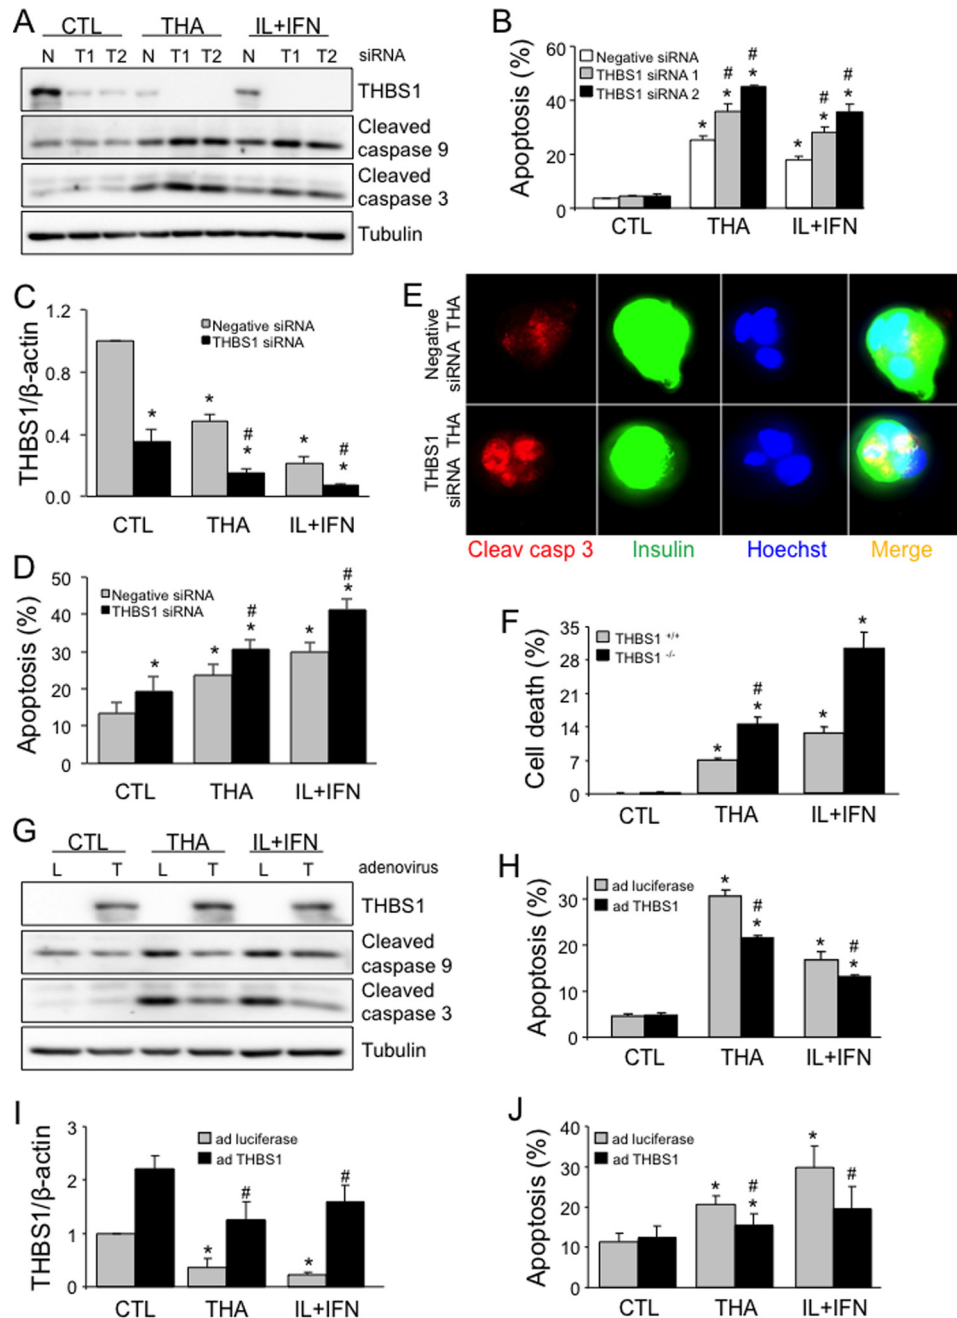 A
CTL THA IL+IFN
N T1 T2 N T1 T2 N T1 T2 siRNA
THBS1
Cleaved
caspase 9
Cleaved
caspase 3
Tubulin
B
Apoptosis (%)
60
40
20
0
Negative siRNA
THBS1 siRNA 1
THBS1 siRNA 2
* # * # * * # * # *
CTL THA IL+IFN
C
THBS1/β-actin
1.2
0.8
0.4
0.0
Negative siRNA
THBS1 siRNA
* * # * * # *
CTL THA IL+IFN
E
Negative
siRNA THA
THBS1
siRNA THA
Cleav casp 3 Insulin Hoechst Merge
D
Apoptosis (%)
50
40
30
20
10
0
Negative siRNA
THBS1 siRNA
* * # * * # *
CTL THA IL+IFN
F
Cell death (%)
35
28
21
14
7
0
THBS1 +/+
THBS1 -/-
* # * * *
CTL THA IL+IFN
G
CTL THA IL+IFN
L T L T L T adenovirus
THBS1
Cleaved
caspase 9
Cleaved
caspase 3
Tubulin
H
Apoptosis (%)
30
20
10
0
ad luciferase
ad THBS1
* # * * # *
CTL THA IL+IFN
I
THBS1/β-actin
3
2
1
0
ad luciferase
ad THBS1
* # * #
CTL THA IL+IFN
J
Apoptosis (%)
40
30
20
10
0
ad luciferase
ad THBS1
* # * * #
CTL THA IL+IFN